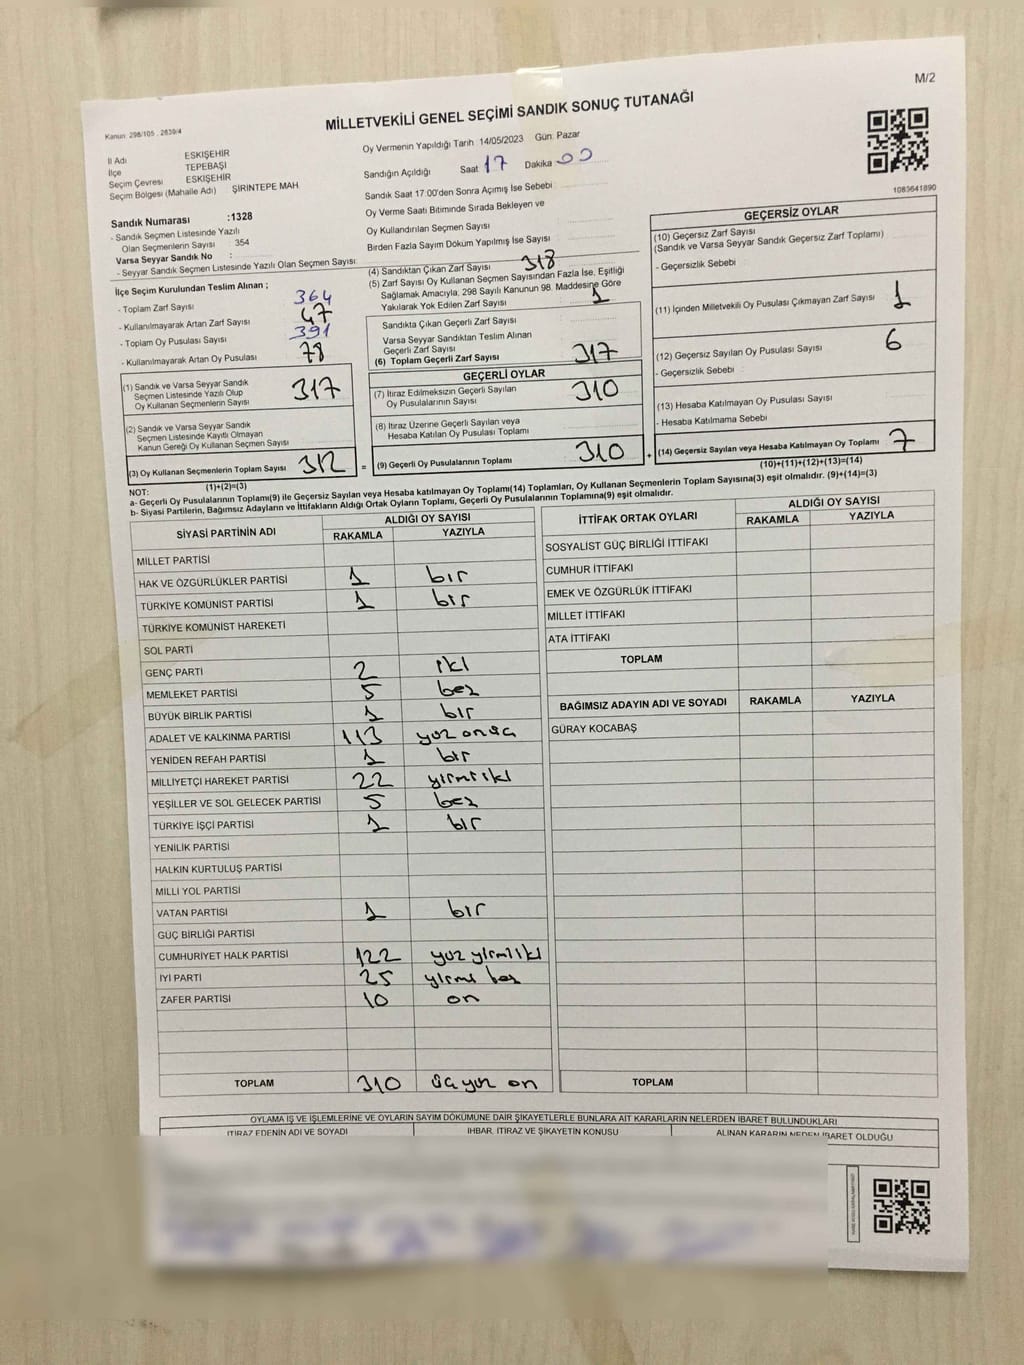 M/2
Kanun: 298/105 , 2839/4
MİLLETVEKİLİ GENEL SEÇİMİ SANDIK SONUÇ TUTANAĞI
İl Adı ESKİŞEHİR
İlçe TEPEBAŞI
Seçim Çevresi ESKİŞEHİR
Seçim Bölgesi (Mahalle Adı) ŞİRİNTEPE MAH
Sandık Numarası :1328
- Sandık Seçmen Listesinde Yazılı
Olan Seçmenlerin Sayısı : 354
Varsa Seyyar Sandık No :
- Seyyar Sandık Seçmen Listesinde Yazılı Olan Seçmen Sayısı:
Oy Vermenin Yapıldığı Tarih 14/05/2023 Gün: Pazar
Sandığın Açıldığı Saat 17 Dakika 00
Sandık Saat 17:00'den Sonra Açılmış İse Sebebi
Oy Verme Saati Bitiminde Sırada Bekleyen ve
Oy Kullandırılan Seçmen Sayısı
Birden Fazla Sayım Döküm Yapılmış İse Sayısı
1083641890
İlçe Seçim Kurulundan Teslim Alınan ;
- Toplam Zarf Sayısı 364
- Kullanılmayarak Artan Zarf Sayısı 47
- Toplam Oy Pusulası Sayısı 391
- Kullanılmayarak Artan Oy Pusulası 78
(1) Sandık ve Varsa Seyyar Sandık
Seçmen Listesinde Yazılı Olup
Oy Kullanan Seçmenlerin Sayısı 317
(2) Sandık ve Varsa Seyyar Sandık
Seçmen Listesinde Kayıtlı Olmayan
Kanun Gereği Oy Kullanan Seçmen Sayısı
(3) Oy Kullanan Seçmenlerin Toplam Sayısı 317
(1)+(2)=(3)
(4) Sandıktan Çıkan Zarf Sayısı 318
(5) Zarf Sayısı Oy Kullanan Seçmen Sayısından Fazla İse, Eşitliği
Sağlamak Amacıyla, 298 Sayılı Kanunun 98. Maddesine Göre
Yakılarak Yok Edilen Zarf Sayısı 1
Sandıkta Çıkan Geçerli Zarf Sayısı
Varsa Seyyar Sandıktan Teslim Alınan
Geçerli Zarf Sayısı
(6) Toplam Geçerli Zarf Sayısı 317
GEÇERLİ OYLAR
(7) İtiraz Edilmeksizin Geçerli Sayılan
Oy Pusulalarının Sayısı 310
(8) İtiraz Üzerine Geçerli Sayılan veya
Hesaba Katılan Oy Pusulası Toplamı
= (9) Geçerli Oy Pusulalarının Toplamı 310 +
GEÇERSİZ OYLAR
(10) Geçersiz Zarf Sayısı
(Sandık ve Varsa Seyyar Sandık Geçersiz Zarf Toplamı)
- Geçersizlik Sebebi
(11) İçinden Milletvekili Oy Pusulası Çıkmayan Zarf Sayısı 1
(12) Geçersiz Sayılan Oy Pusulası Sayısı 6
- Geçersizlik Sebebi
(13) Hesaba Katılmayan Oy Pusulası Sayısı
- Hesaba Katılmama Sebebi
(14) Geçersiz Sayılan veya Hesaba Katılmayan Oy Toplamı 7
(10)+(11)+(12)+(13)=(14)
NOT:
a- Geçerli Oy Pusulalarının Toplamı(9) ile Geçersiz Sayılan veya Hesaba katılmayan Oy Toplamı(14) Toplamları, Oy Kullanan Seçmenlerin Toplam Sayısına(3) eşit olmalıdır. (9)+(14)=(3)
b- Siyasi Partilerin, Bağımsız Adayların ve İttifakların Aldığı Ortak Oyların Toplamı, Geçerli Oy Pusulalarının Toplamına(9) eşit olmalıdır.
SİYASİ PARTİNİN ADI ALDIĞI OY SAYISI
RAKAMLA YAZIYLA
MİLLET PARTİSİ
HAK VE ÖZGÜRLÜKLER PARTİSİ 1 bir
TÜRKİYE KOMÜNİST PARTİSİ 1 bir
TÜRKİYE KOMÜNİST HAREKETİ
SOL PARTİ
GENÇ PARTİ 2 iki
MEMLEKET PARTİSİ 5 beş
BÜYÜK BİRLİK PARTİSİ 1 bir
ADALET VE KALKINMA PARTİSİ 113 yüz onüç
YENİDEN REFAH PARTİSİ 1 bir
MİLLİYETÇİ HAREKET PARTİSİ 22 yirmi iki
YEŞİLLER VE SOL GELECEK PARTİSİ 5 beş
TÜRKİYE İŞÇİ PARTİSİ 1 bir
YENİLİK PARTİSİ
HALKIN KURTULUŞ PARTİSİ
MİLLİ YOL PARTİSİ
VATAN PARTİSİ 1 bir
GÜÇ BİRLİĞİ PARTİSİ
CUMHURİYET HALK PARTİSİ 122 yüz yirmi iki
İYİ PARTİ 25 yirmi beş
ZAFER PARTİSİ 10 on
TOPLAM 310 üç yüz on
İTTİFAK ORTAK OYLARI ALDIĞI OY SAYISI
RAKAMLA YAZIYLA
SOSYALİST GÜÇ BİRLİĞİ İTTİFAKI
CUMHUR İTTİFAKI
EMEK VE ÖZGÜRLÜK İTTİFAKI
MİLLET İTTİFAKI
ATA İTTİFAKI
TOPLAM
BAĞIMSIZ ADAYIN ADI VE SOYADI RAKAMLA YAZIYLA
GÜRAY KOCABAŞ
TOPLAM
OYLAMA İŞ VE İŞLEMLERİNE VE OYLARIN SAYIM DÖKÜMÜNE DAİR ŞİKAYETLERLE BUNLARA AİT KARARLARIN NELERDEN İBARET BULUNDUKLARI
İTİRAZ EDENİN ADI VE SOYADI İHBAR, İTİRAZ VE ŞİKAYETİN KONUSU ALINAN KARARIN NEDEN İBARET OLDUĞU